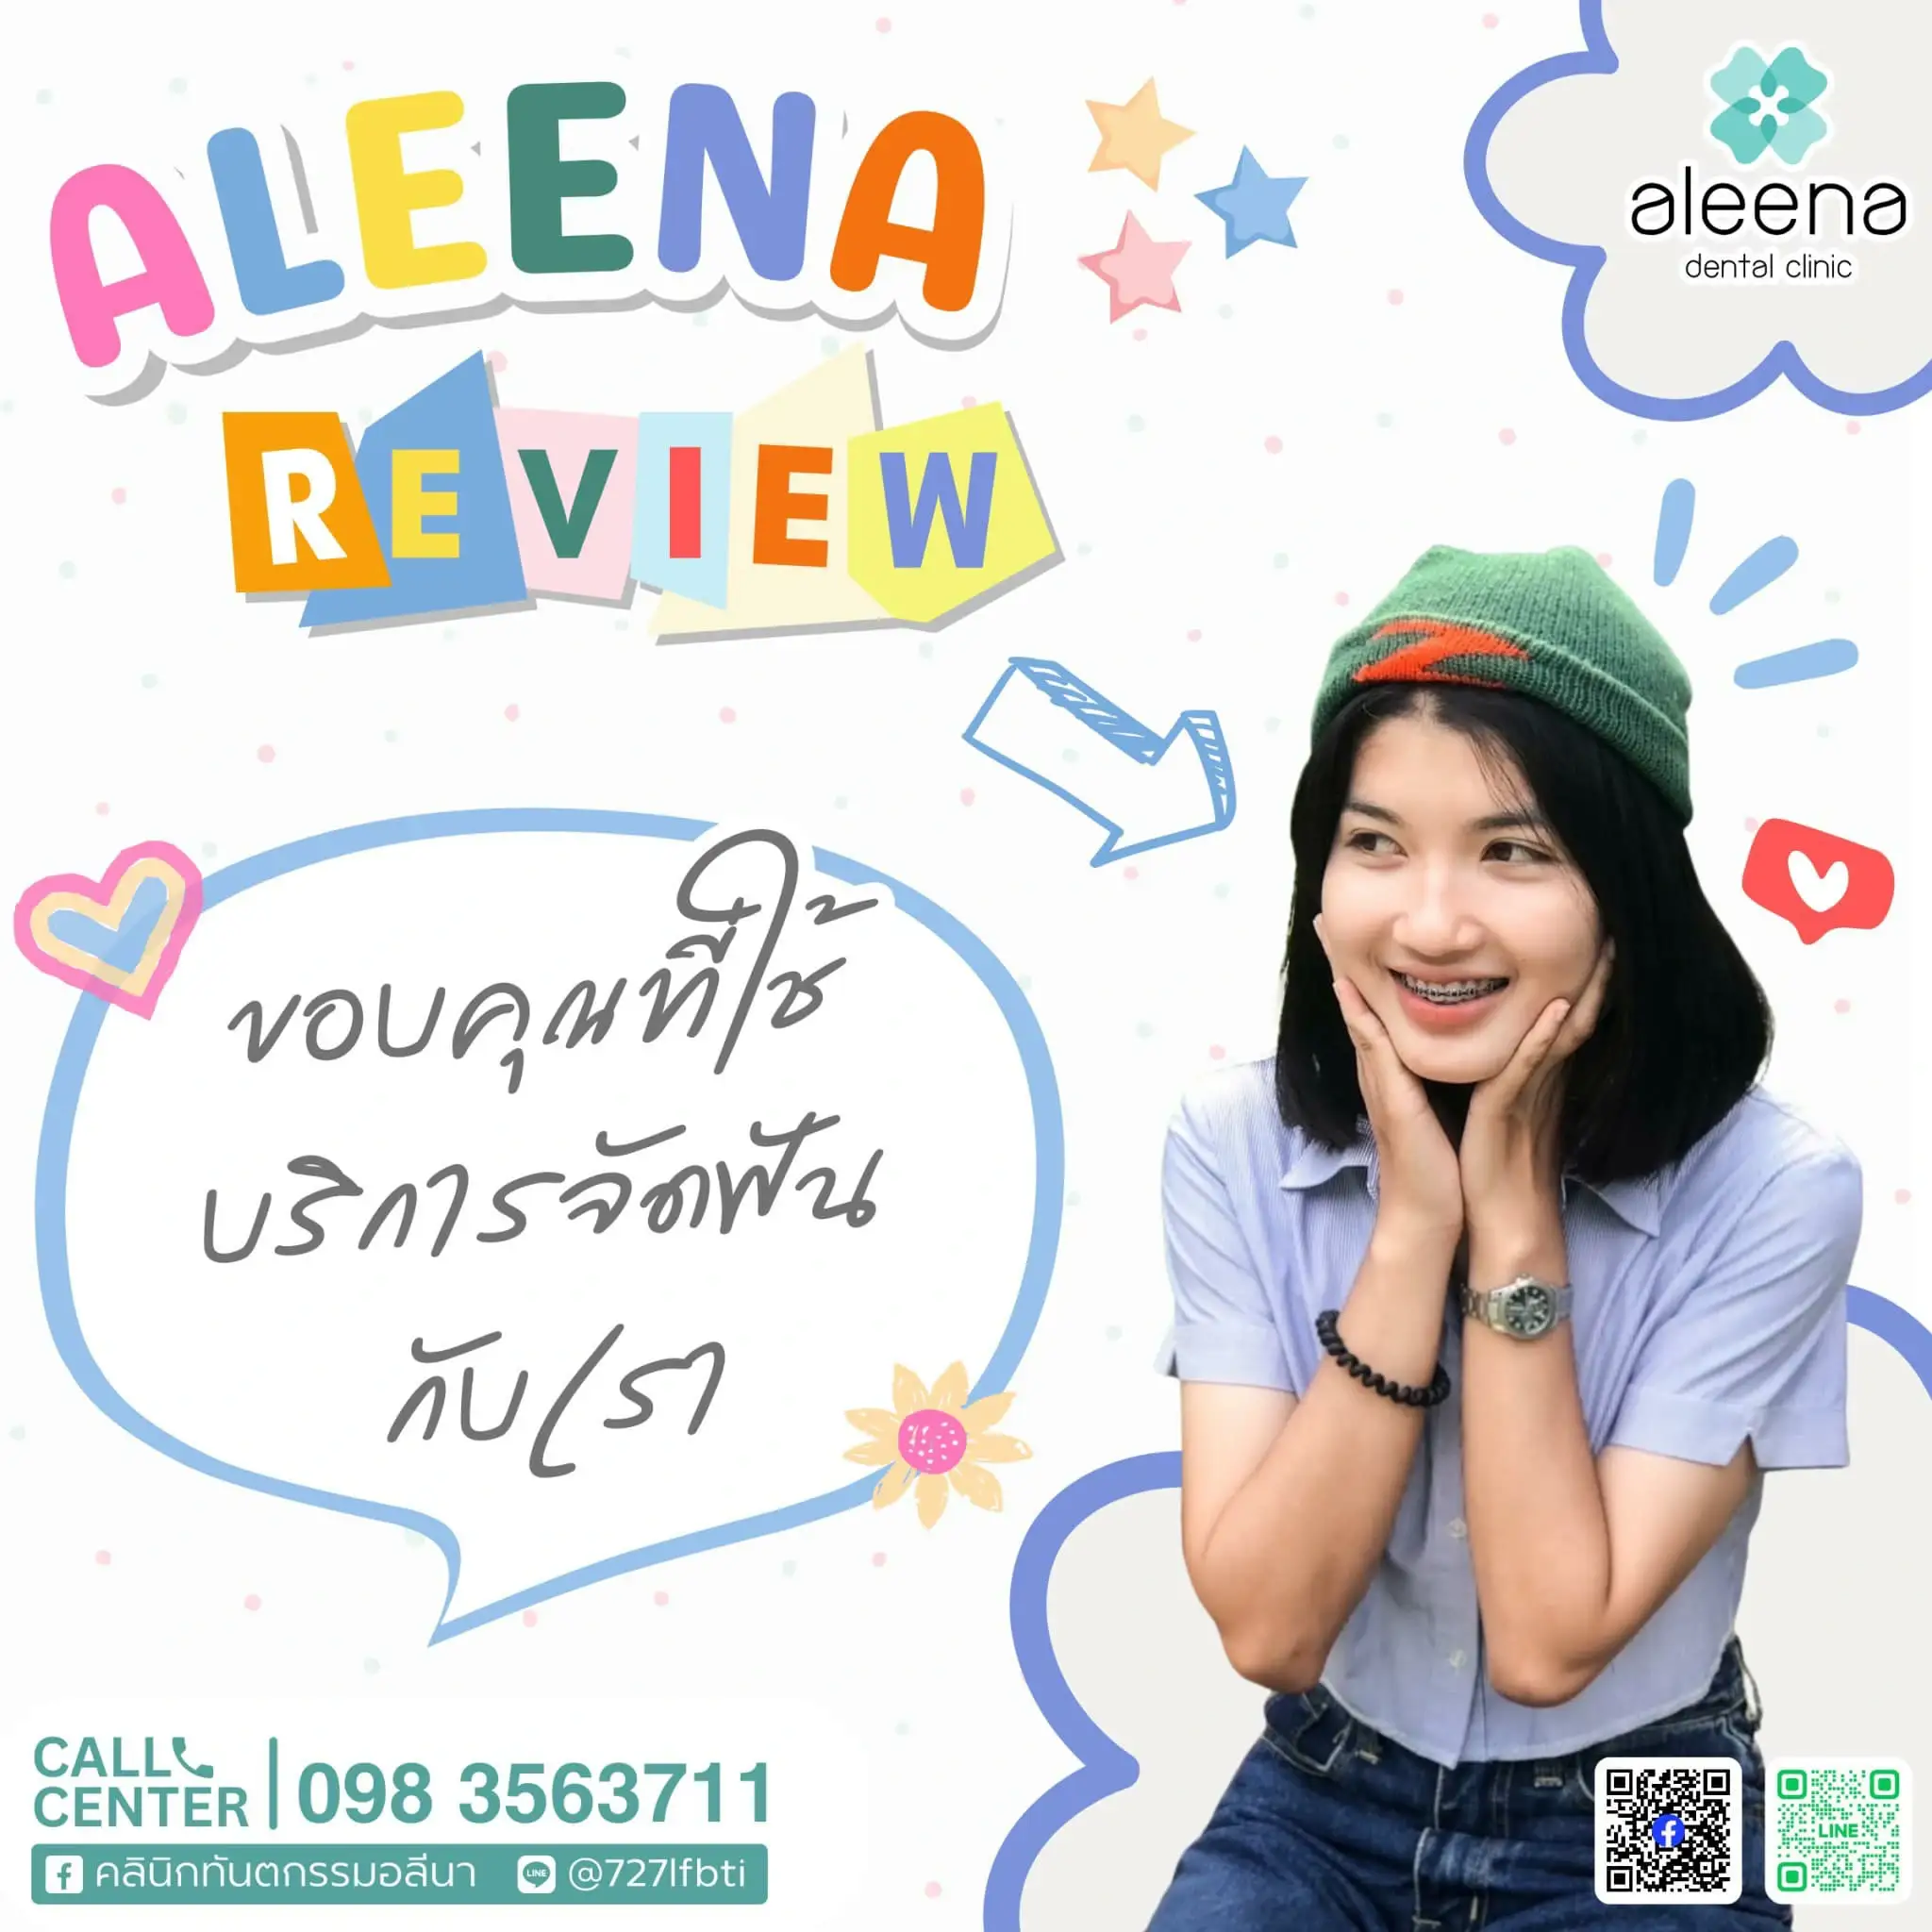 ALEENA
REVIEW
aleena
dental clinic
ขอบคุณที่ใช้
บริการจัดฟัน
กับเรา
CALL
CENTER
098 3563711
คลินิกทันตกรรมอลีนา
LINE @727lfbti
LINE